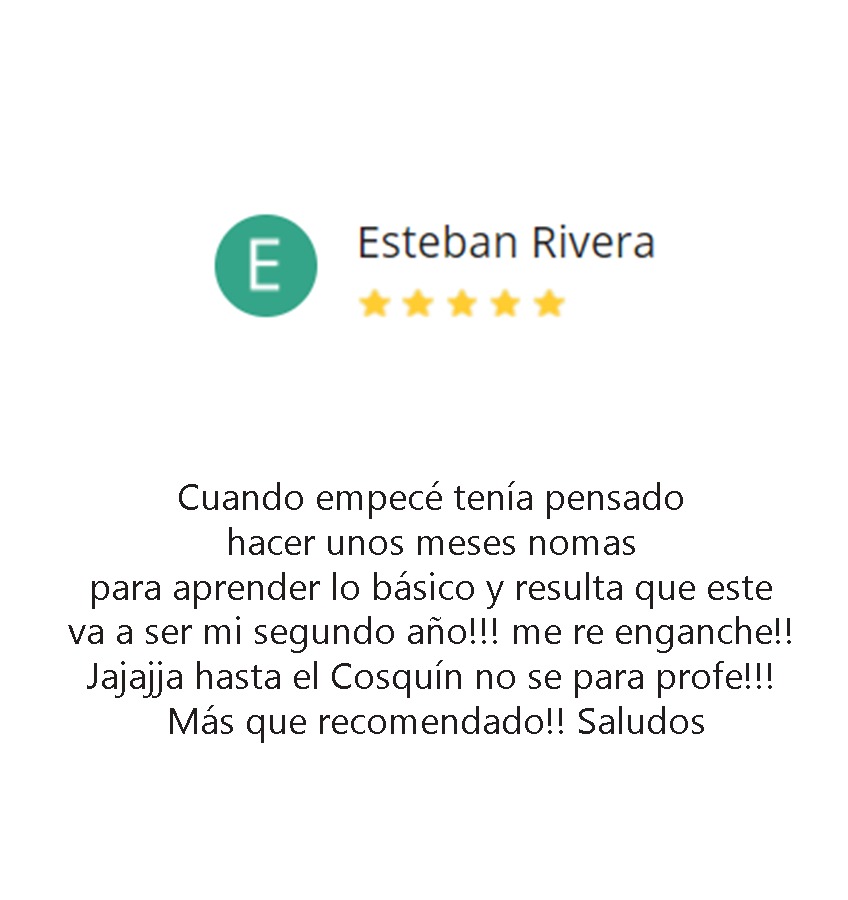 E
Esteban Rivera
Cuando empecé tenía pensado
hacer unos meses nomas
para aprender lo básico y resulta que este
va a ser mi segundo año!!! me re enganche!!
Jajajja hasta el Cosquín no se para profe!!!
Más que recomendado!! Saludos